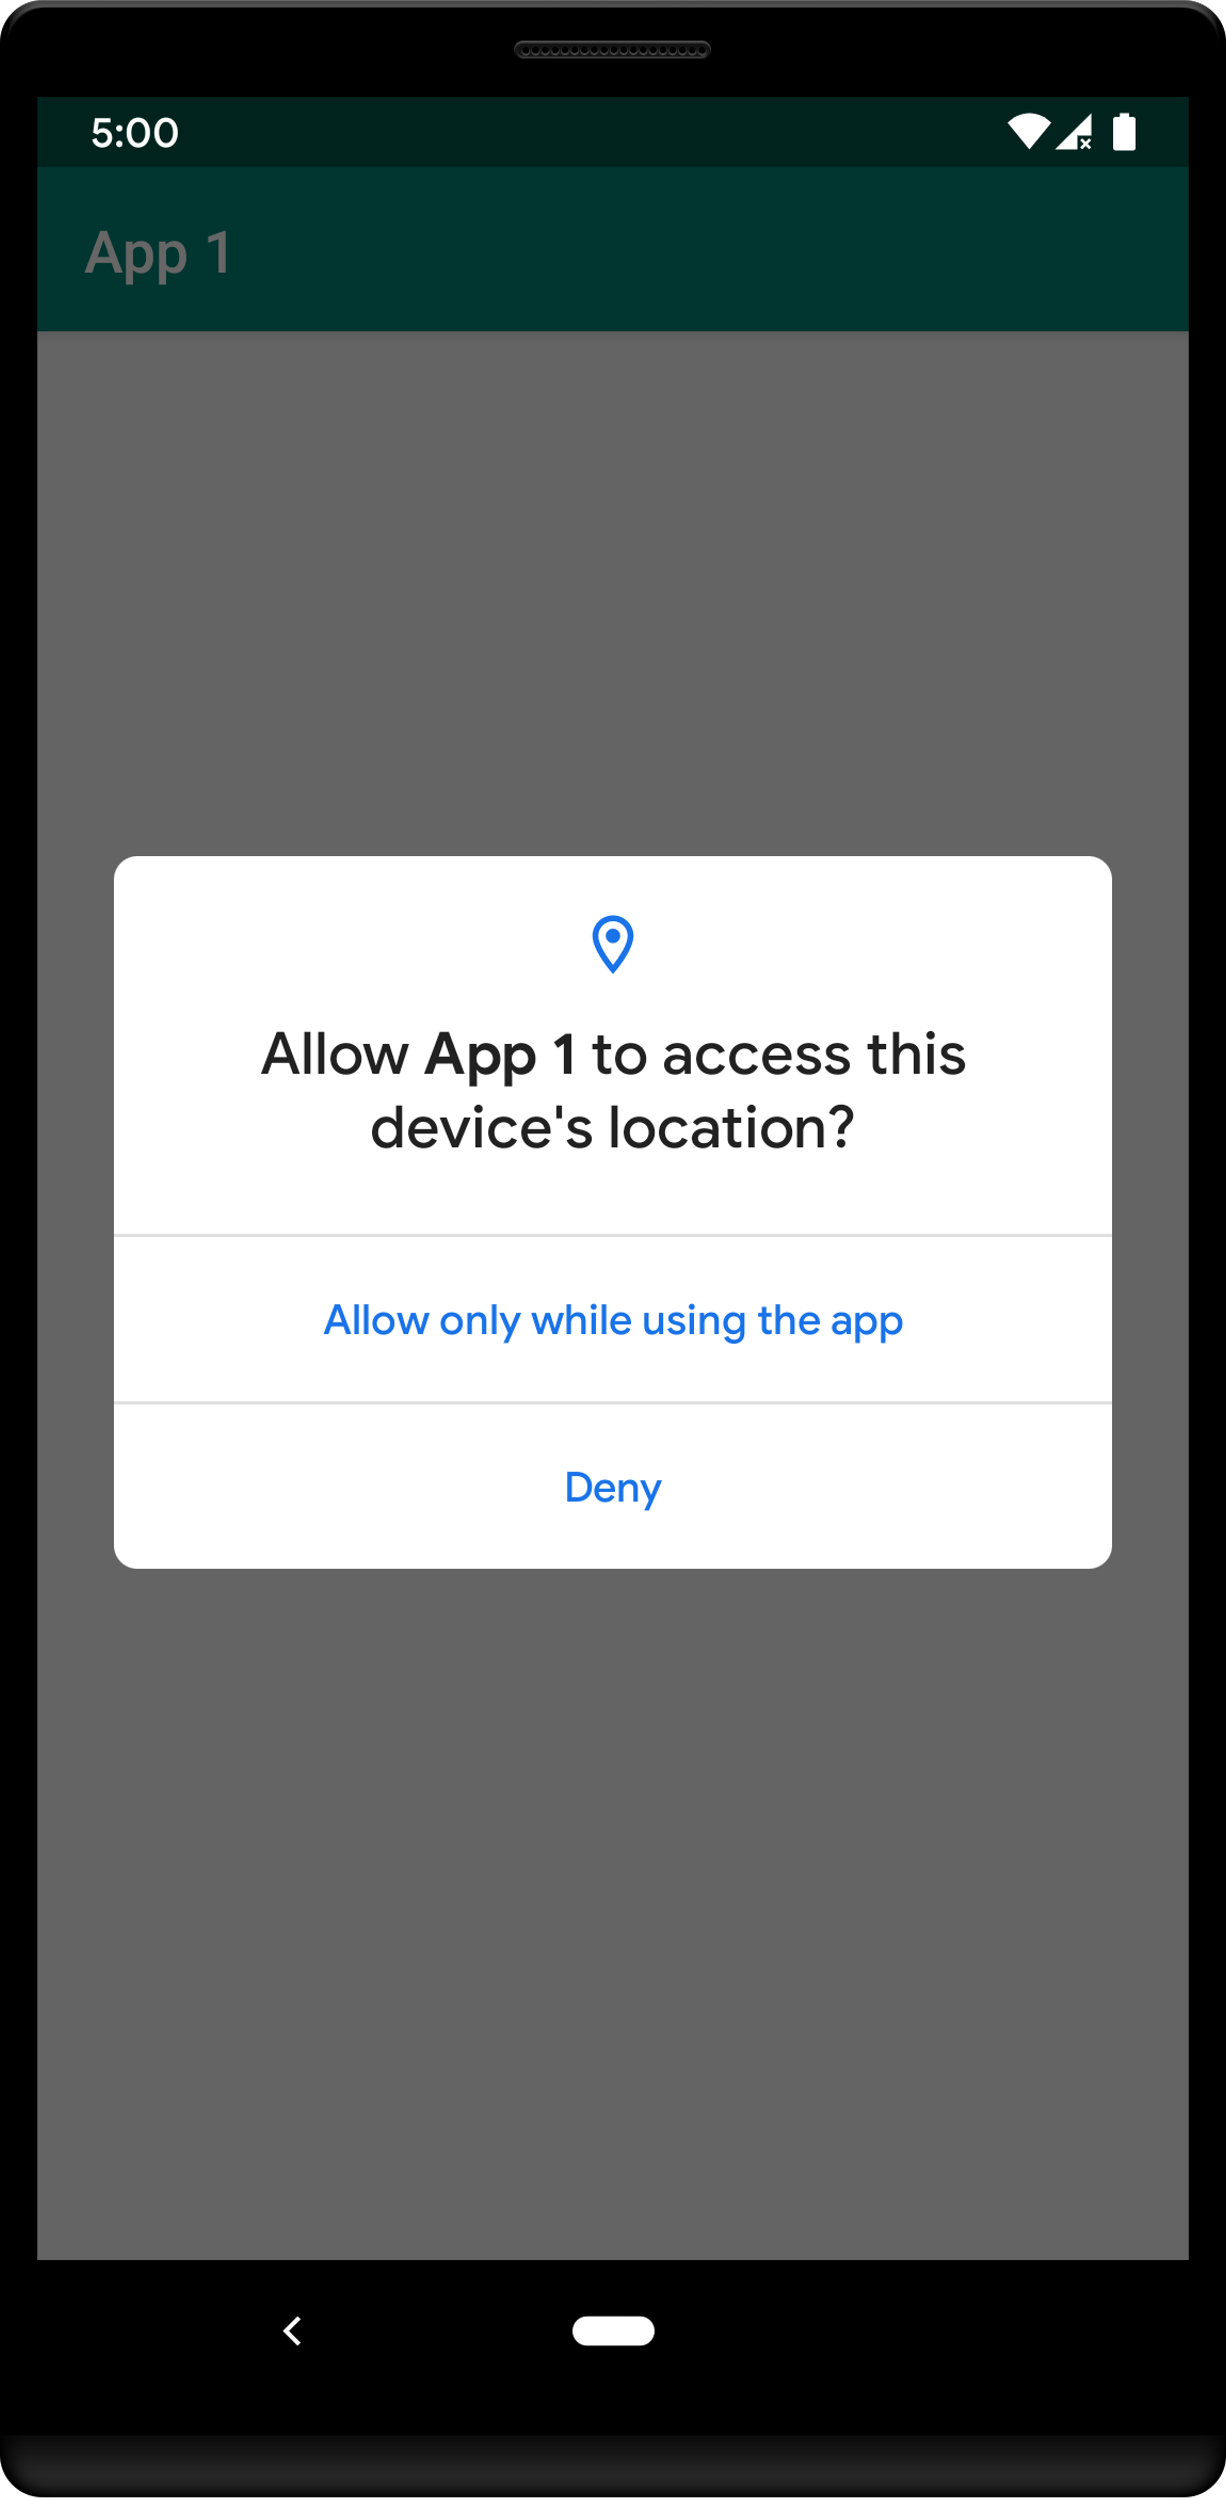 5:00
App 1
Allow App 1 to access this
device's location?
Allow only while using the app
Deny